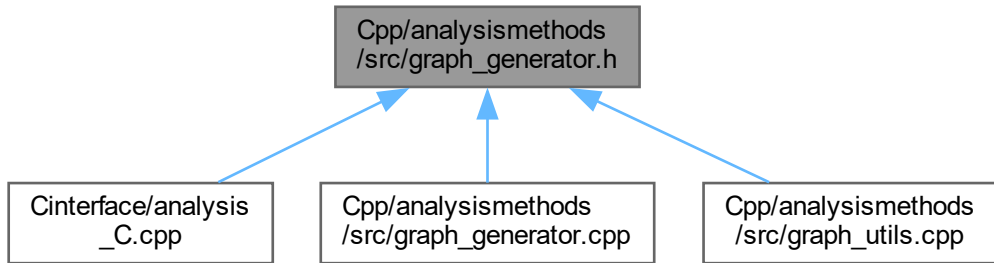 Cpp/analysismethods
/src/graph_generator.h
Cinterface/analysis
_C.cpp
Cpp/analysismethods
/src/graph_generator.cpp
Cpp/analysismethods
/src/graph_utils.cpp